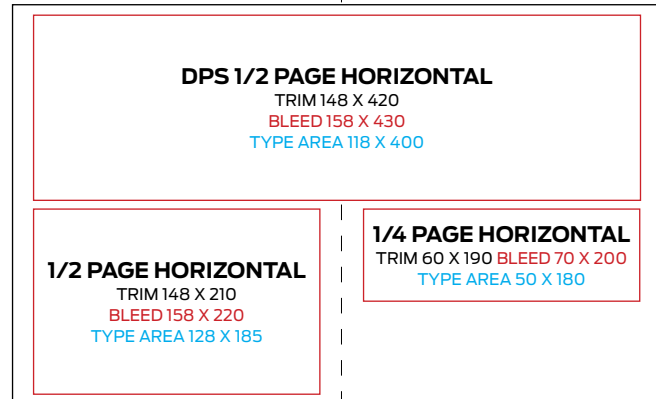 DPS 1/2 PAGE HORIZONTAL
TRIM 148 X 420
BLEED 158 X 430
TYPE AREA 118 X 400
1/2 PAGE HORIZONTAL
TRIM 148 X 210
BLEED 158 X 220
TYPE AREA 128 X 185
1/4 PAGE HORIZONTAL
TRIM 60 X 190 BLEED 70 X 200
TYPE AREA 50 X 180